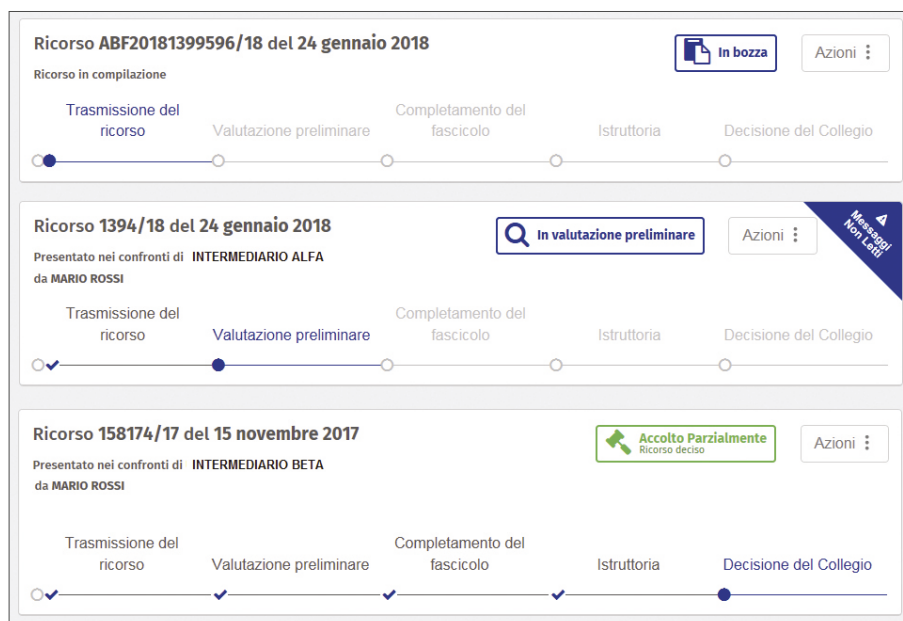 Ricorso ABF20181399596/18 del 24 gennaio 2018
In bozza
Azioni
Ricorso in compilazione
Trasmissione del
ricorso
Valutazione preliminare
Completamento del
fascicolo
Istruttoria
Decisione del Collegio
Ricorso 1394/18 del 24 gennaio 2018
In valutazione preliminare
Azioni
Messaggi
Non Letti
Presentato nei confronti di INTERMEDIARIO ALFA
da MARIO ROSSI
Trasmissione del
ricorso
Valutazione preliminare
Completamento del
fascicolo
Istruttoria
Decisione del Collegio
Ricorso 158174/17 del 15 novembre 2017
Accolto Parzialmente
Ricorso deciso
Azioni
Presentato nei confronti di INTERMEDIARIO BETA
da MARIO ROSSI
Trasmissione del
ricorso
Valutazione preliminare
Completamento del
fascicolo
Istruttoria
Decisione del Collegio